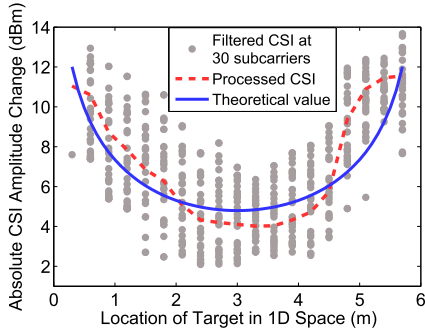 Absolute CSI Amplitude Change (dBm)
14
12
10
8
6
4
2
1
Filtered CSI at
30 subcarriers
Processed CSI
Theoretical value
0
1
2
3
4
5
6
Location of Target in 1D Space (m)